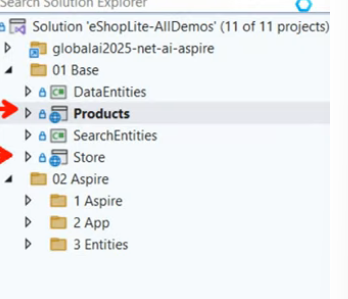 Search Solution Explorer
Solution 'eShopLite-AllDemos' (11 of 11 projects)
globalai2025-net-ai-aspire
01 Base
DataEntities
Products
SearchEntities
Store
02 Aspire
1 Aspire
2 App
3 Entities